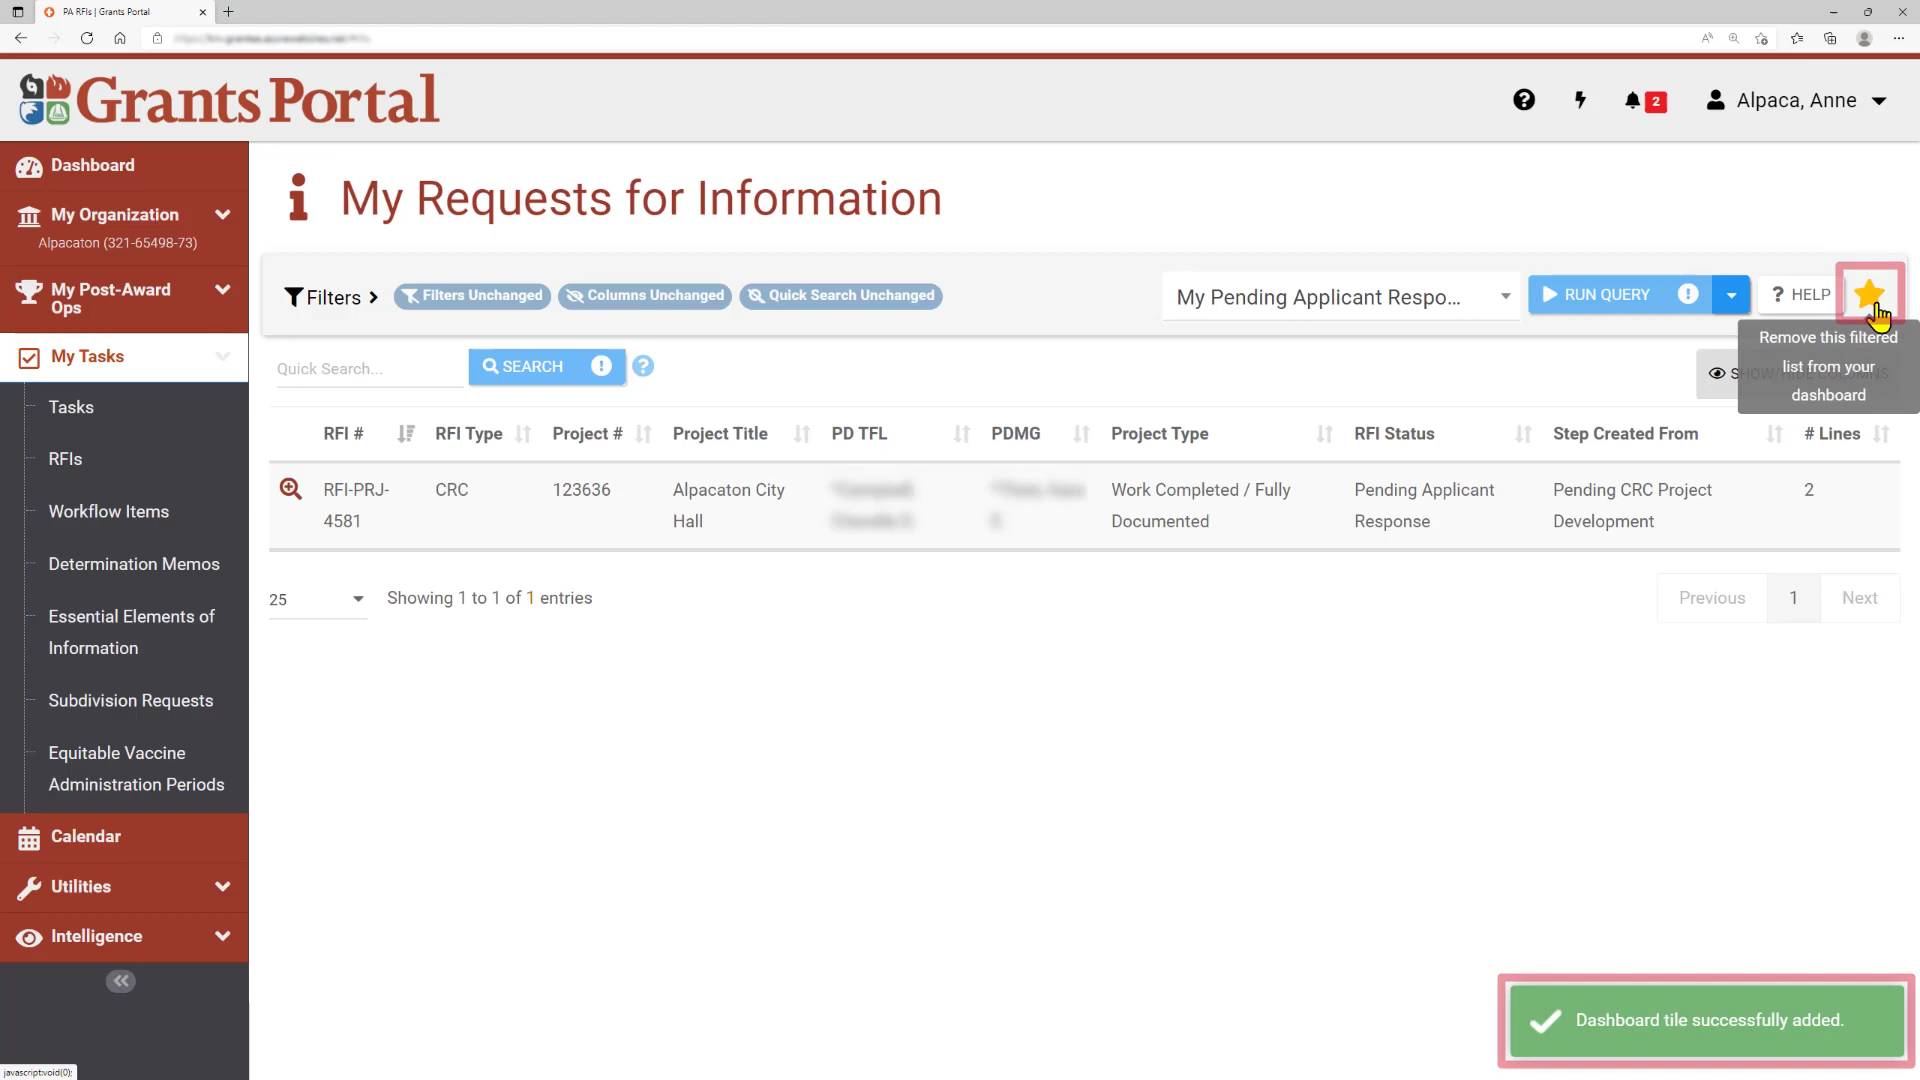 PA RFIs | Grants Portal
Grants Portal
2
Alpaca, Anne
Dashboard
My Organization
Alpacaton (321-65498-73)
My Post-Award
Ops
My Tasks
Tasks
RFIs
Workflow Items
Determination Memos
Essential Elements of
Information
Subdivision Requests
Equitable Vaccine
Administration Periods
Calendar
Utilities
Intelligence
My Requests for Information
Filters
Filters Unchanged
Columns Unchanged
Quick Search Unchanged
My Pending Applicant Respo...
RUN QUERY
HELP
Remove this filtered
list from your
dashboard
Quick Search...
SEARCH
RFI # RFI Type Project # Project Title PD TFL PDMG Project Type RFI Status Step Created From # Lines
RFI-PRJ- CRC 123636 Alpacaton City Work Completed / Fully Pending Applicant Pending CRC Project 2
4581 Hall Documented Response Development
25 Showing 1 to 1 of 1 entries
Previous 1 Next
Dashboard tile successfully added.
javascript:void(0);